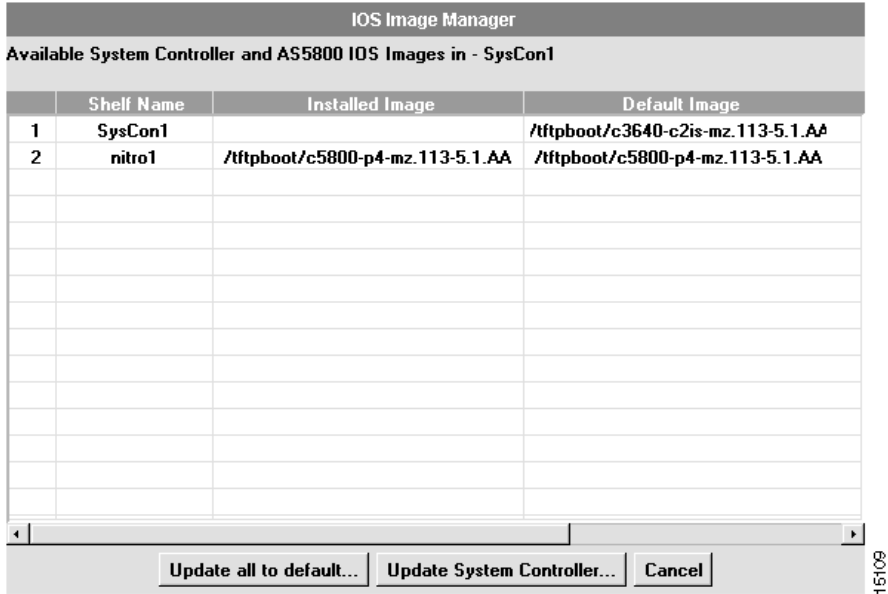 IOS Image Manager
Available System Controller and AS5800 IOS Images in - SysCon1
Shelf Name Installed Image Default Image
1 SysCon1 /tftpboot/c3640-c2is-mz.113-5.1.AA
2 nitro1 /tftpboot/c5800-p4-mz.113-5.1.AA /tftpboot/c5800-p4-mz.113-5.1.AA
Update all to default... Update System Controller... Cancel
15109